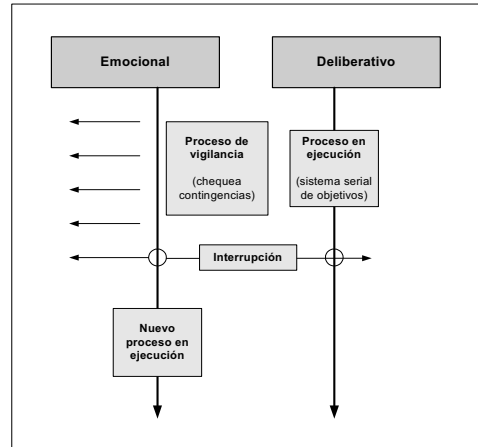 Emocional
Deliberativo
Proceso de
vigilancia
(chequea
contingencias)
Proceso en
ejecución
(sistema serial
de objetivos)
Interrupción
Nuevo
proceso en
ejecución